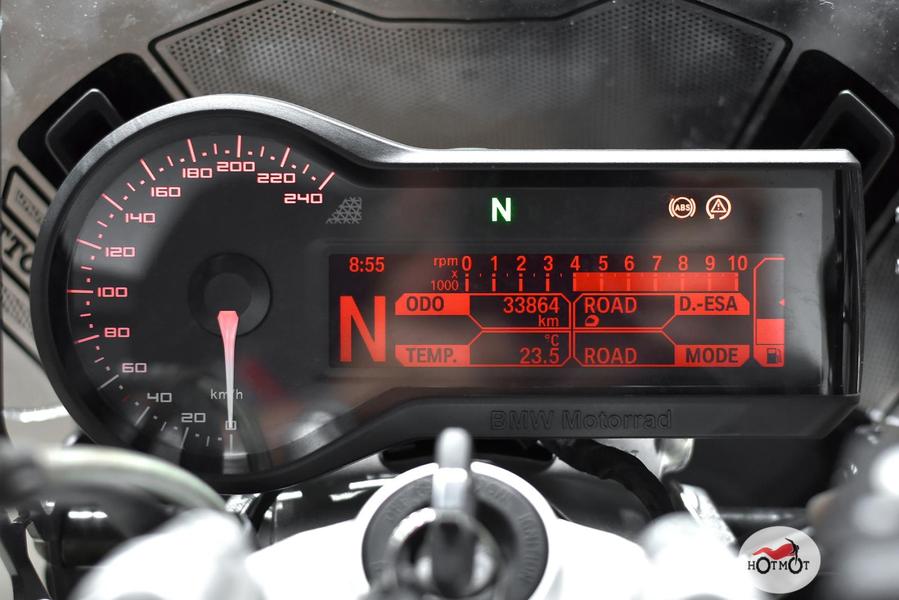 200
180
220
160
240
140
120
100
80
60
40
20
0
km/h
N
ABS
8:55
rpm
x
1000
0 1 2 3 4 5 6 7 8 9 10
N
ODO 33864
km
ROAD D.-ESA
°C
TEMP. 23.5
ROAD MODE
BMW Motorrad
HOTMOT